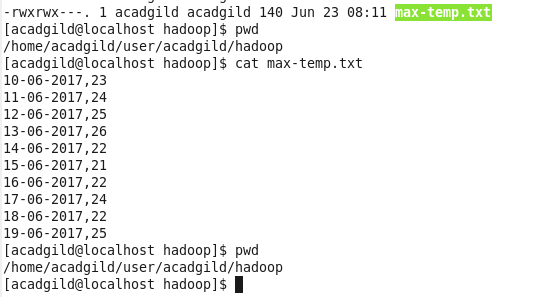 -rwxrwx---. 1 acadgild acadgild 140 Jun 23 08:11 max-temp.txt
[acadgild@localhost hadoop]$ pwd
/home/acadgild/user/acadgild/hadoop
[acadgild@localhost hadoop]$ cat max-temp.txt
10-06-2017,23
11-06-2017,24
12-06-2017,25
13-06-2017,26
14-06-2017,22
15-06-2017,21
16-06-2017,22
17-06-2017,24
18-06-2017,22
19-06-2017,25
[acadgild@localhost hadoop]$ pwd
/home/acadgild/user/acadgild/hadoop
[acadgild@localhost hadoop]$